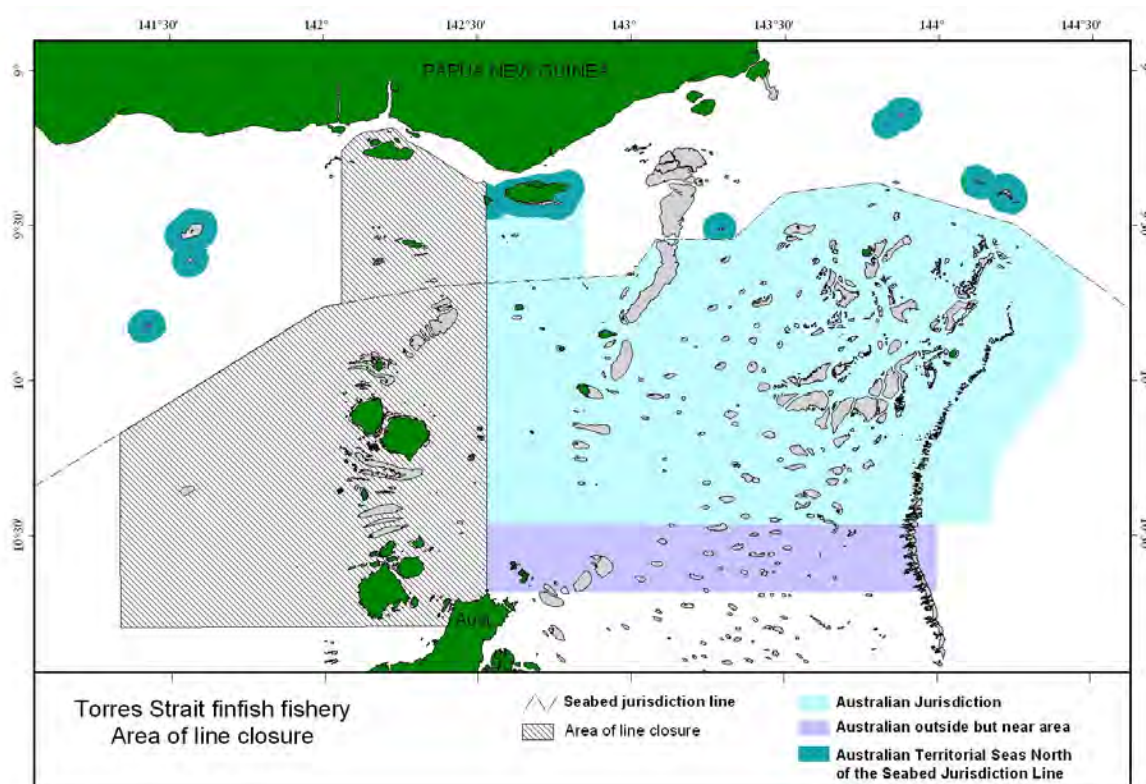 141°30' 142° 142°30' 143° 143°30' 144° 144°30'
9°
PAPUA NEW GUINEA
9°30'
10°
10°30'
Torres Strait finfish fishery
Area of line closure
Seabed jurisdiction line
Area of line closure
Australian Jurisdiction
Australian outside but near area
Australian Territorial Seas North
of the Seabed Jurisdiction Line